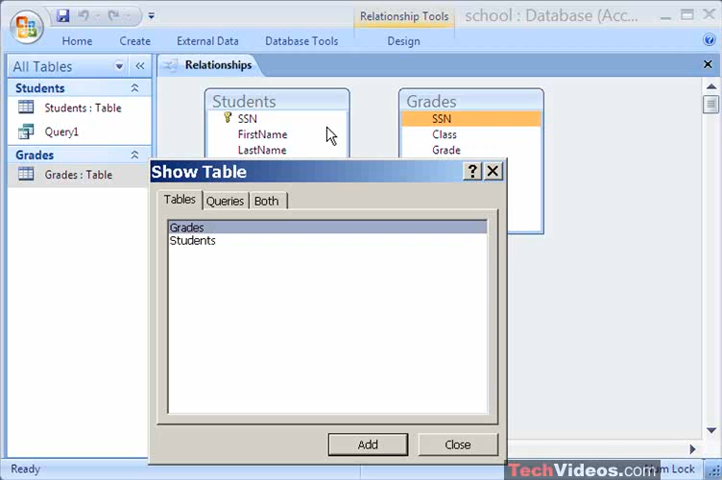 Relationship Tools
school : Database (Acc...
Home
Create
External Data
Database Tools
Design
All Tables
Relationships
Students
Students : Table
Query1
Grades
Grades : Table
Students
SSN
FirstName
LastName
Grades
SSN
Class
Grade
Show Table
Tables
Queries
Both
Grades
Students
Add
Close
Ready
Num Lock
TechVideos.com